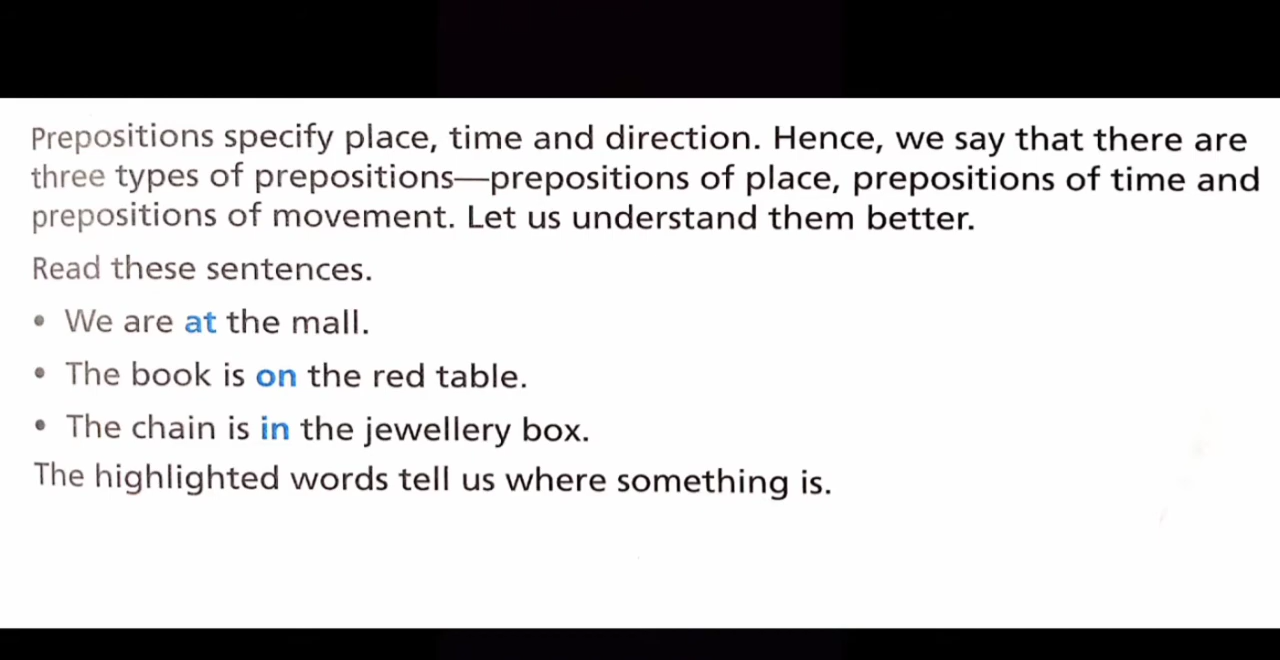 Prepositions specify place, time and direction. Hence, we say that there are
three types of prepositions—prepositions of place, prepositions of time and
prepositions of movement. Let us understand them better.
Read these sentences.
• We are at the mall.
• The book is on the red table.
• The chain is in the jewellery box.
The highlighted words tell us where something is.